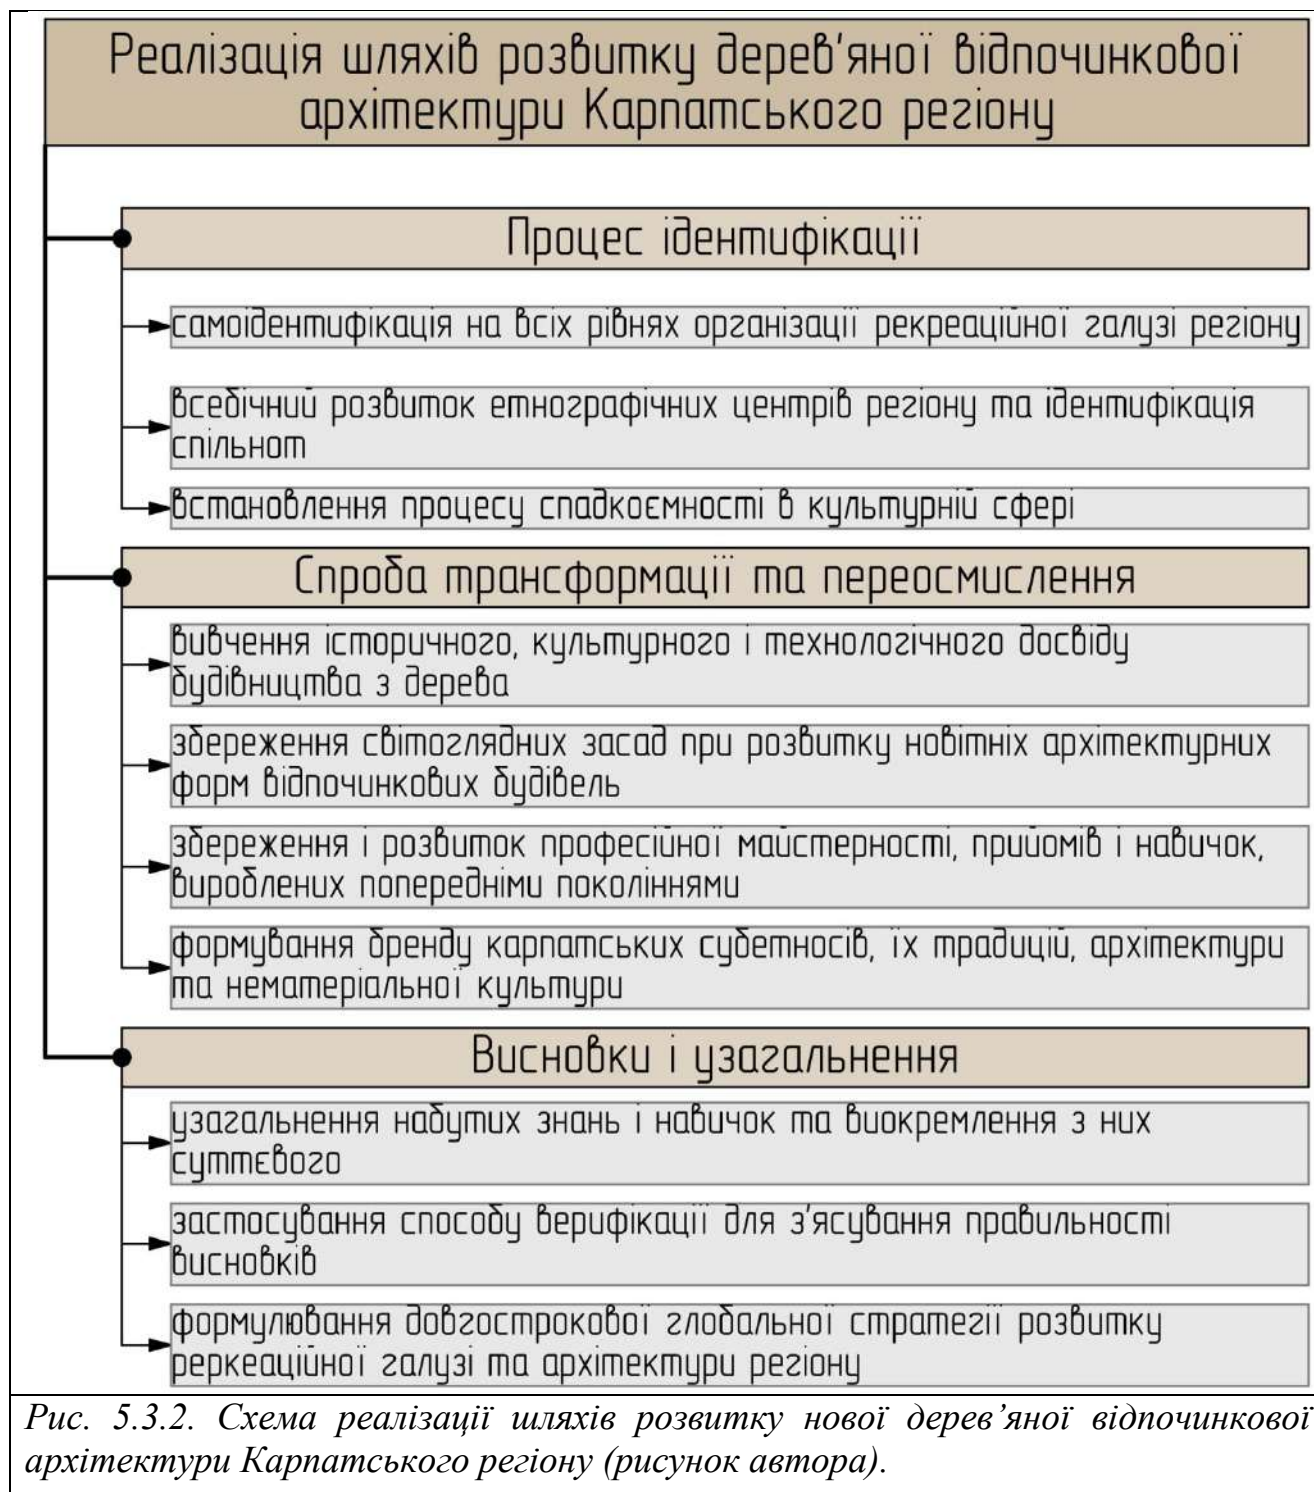 Реалізація шляхів розвитку дерев'яної відпочинкової
архітектури Карпатського регіону
Процес ідентифікації
самоідентифікація на всіх рівнях організації рекреаційної галузі регіону
всебічний розвиток етнографічних центрів регіону та ідентифікація
спільнот
встановлення процесу спадкоємності в культурній сфері
Спроба трансформації та переосмислення
вивчення історичного, культурного і технологічного досвіду
будівництва з дерева
збереження світоглядних засад при розвитку новітніх архітектурних
форм відпочинкових будівель
збереження і розвиток професійної майстерності, прийомів і навичок,
вироблених попередніми поколіннями
формування бренду карпатських субетносів, їх традицій, архітектури
та нематеріальної культури
Висновки і узагальнення
узагальнення набутих знань і навичок та виокремлення з них
суттєвого
застосування способу верифікації для з'ясування правильності
висновків
формулювання довгострокової глобальної стратегії розвитку
реркеаційної галузі та архітектури регіону
Рис. 5.3.2. Схема реалізації шляхів розвитку нової дерев’яної відпочинкової
архітектури Карпатського регіону (рисунок автора).